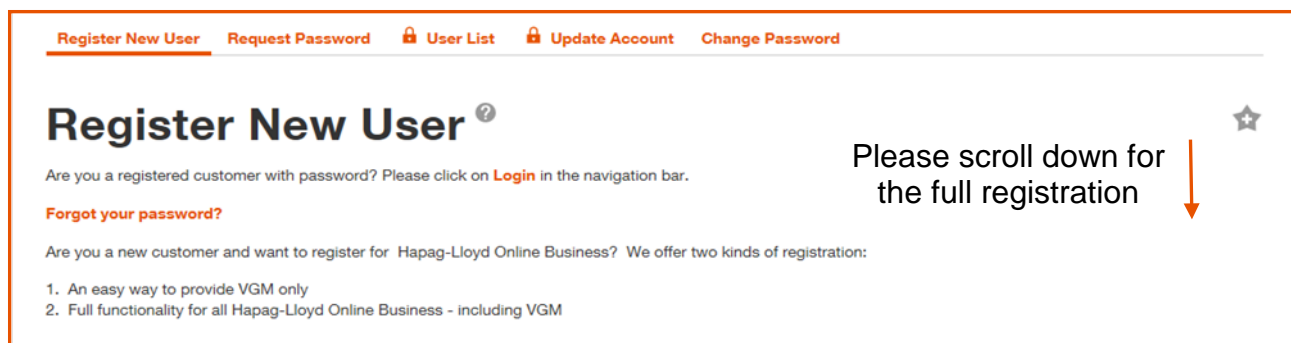 Register New User Request Password User List Update Account Change Password
Register New User ?
Please scroll down for
the full registration
Are you a registered customer with password? Please click on Login in the navigation bar.
Forgot your password?
Are you a new customer and want to register for Hapag-Lloyd Online Business? We offer two kinds of registration:
1. An easy way to provide VGM only
2. Full functionality for all Hapag-Lloyd Online Business - including VGM